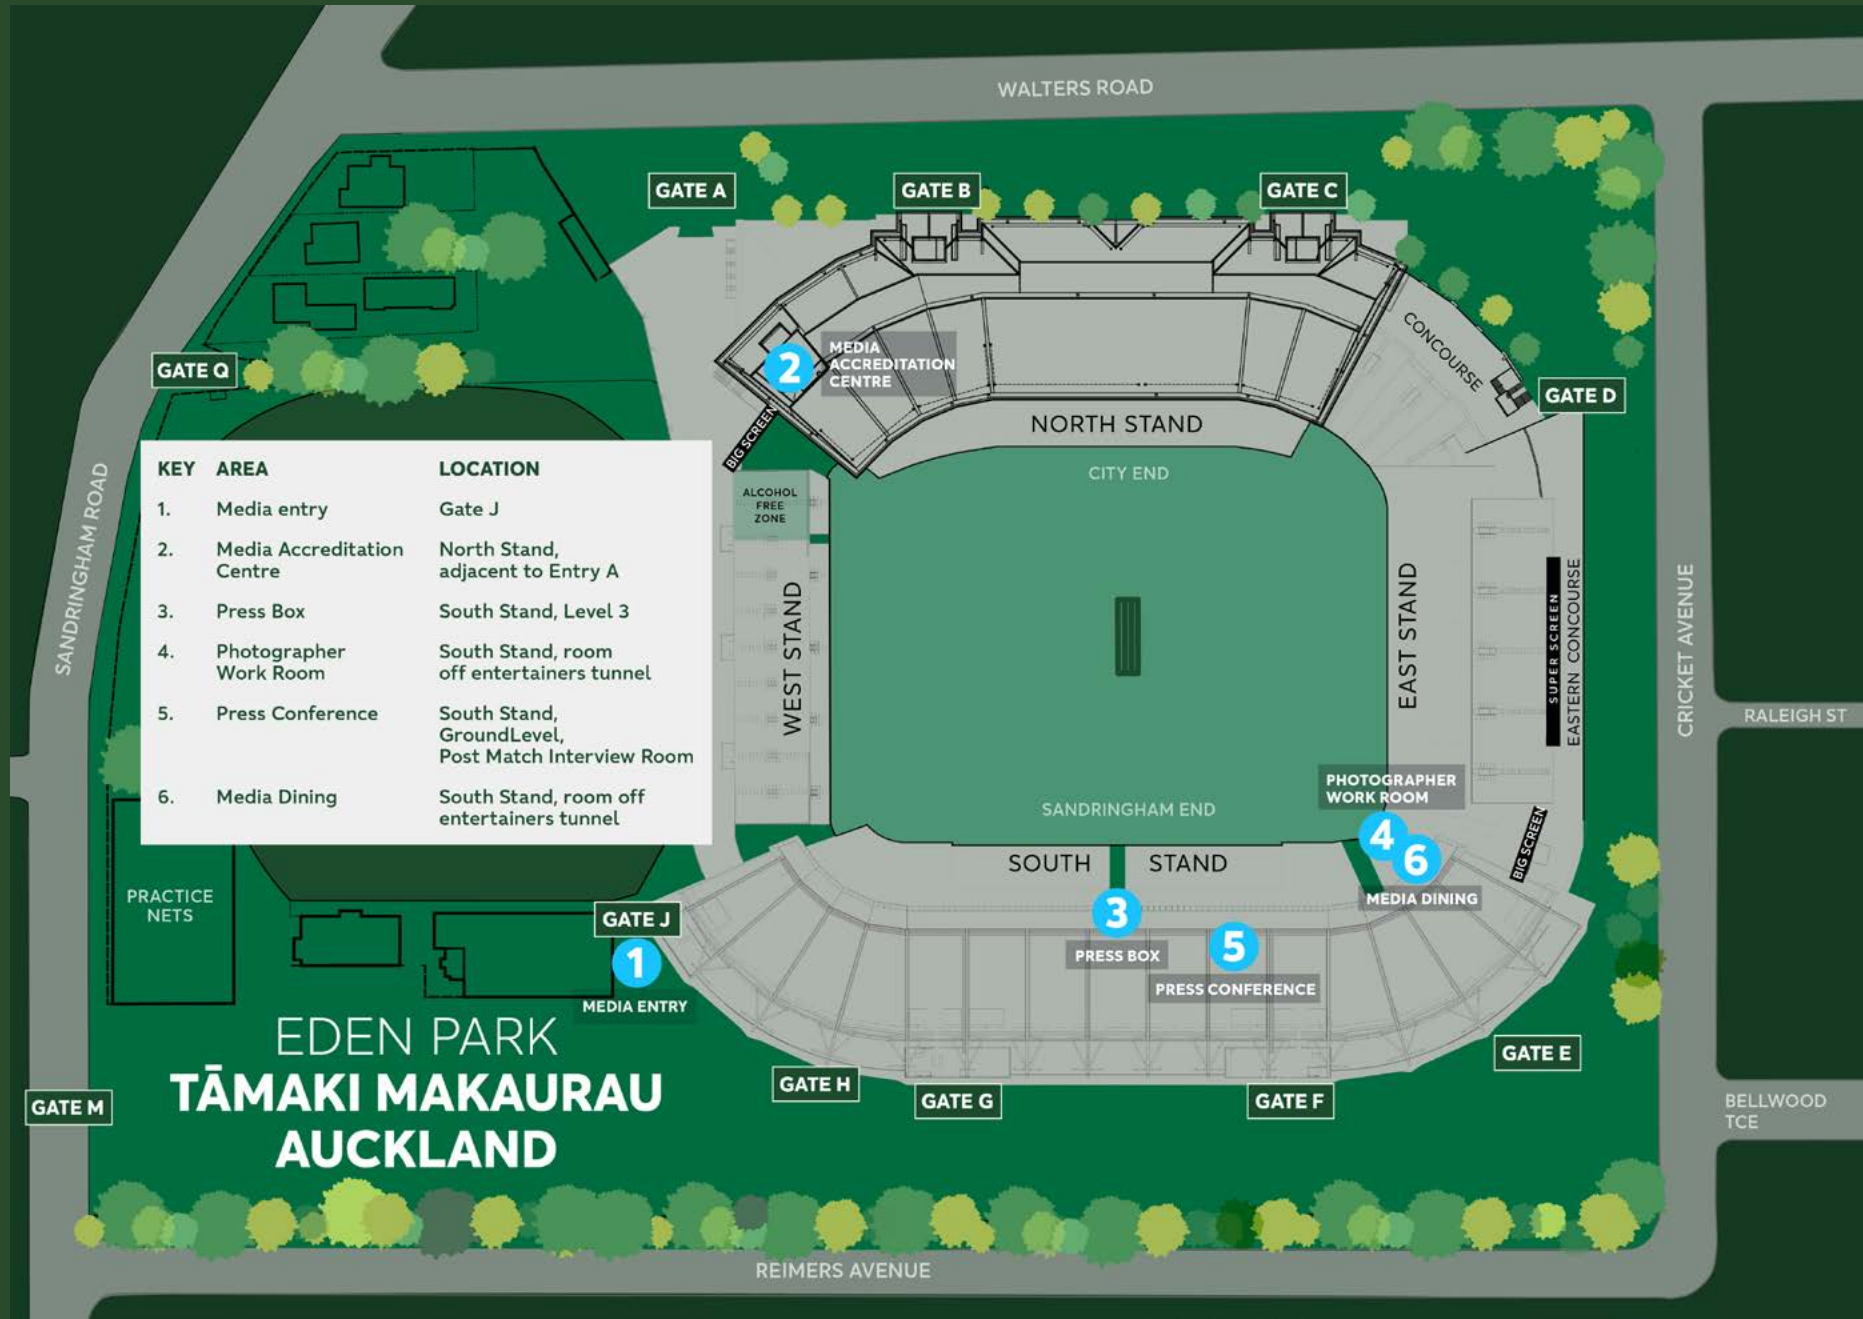 WALTERS ROAD
GATE A
GATE B
GATE C
GATE Q
MEDIA
ACCREDITATION
CENTRE
2
CONCOURSE
GATE D
BIG SCREEN
NORTH STAND
CITY END
SANDRINGHAM ROAD
KEY AREA LOCATION
1. Media entry Gate J
2. Media Accreditation North Stand,
Centre adjacent to Entry A
3. Press Box South Stand, Level 3
4. Photographer South Stand, room
Work Room off entertainers tunnel
5. Press Conference South Stand,
GroundLevel,
Post Match Interview Room
6. Media Dining South Stand, room off
entertainers tunnel
ALCOHOL
FREE
ZONE
WEST STAND
EAST STAND
SUPER SCREEN
EASTERN CONCOURSE
CRICKET AVENUE
RALEIGH ST
PHOTOGRAPHER
WORK ROOM
SANDRINGHAM END
4
6
BIG SCREEN
SOUTH STAND
MEDIA DINING
PRACTICE
NETS
GATE J
1
MEDIA ENTRY
3
PRESS BOX
5
PRESS CONFERENCE
EDEN PARK
TĀMAKI MAKAURAU
AUCKLAND
GATE E
GATE H
GATE G
GATE F
GATE M
BELLWOOD
TCE
REIMERS AVENUE